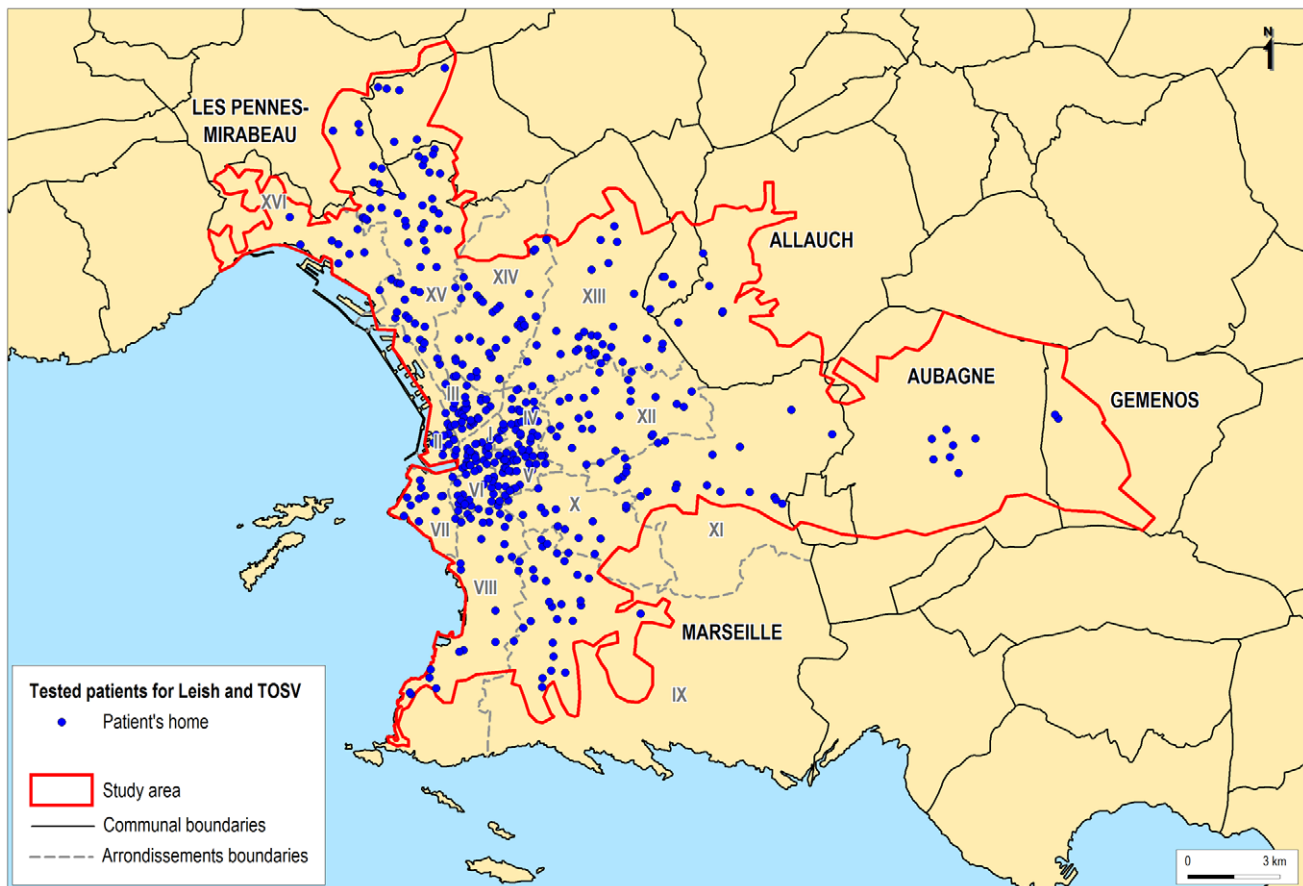 N
LES PENNES-
MIRABEAU
XVI
ALLAUCH
XIV
XIII
XV
AUBAGNE
GEMENOS
III
IV
XII
I
II
V
VI
X
VII
XI
VIII
MARSEILLE
IX
Tested patients for Leish and TOSV
Patient's home
Study area
Communal boundaries
Arrondissements boundaries
0 3 km